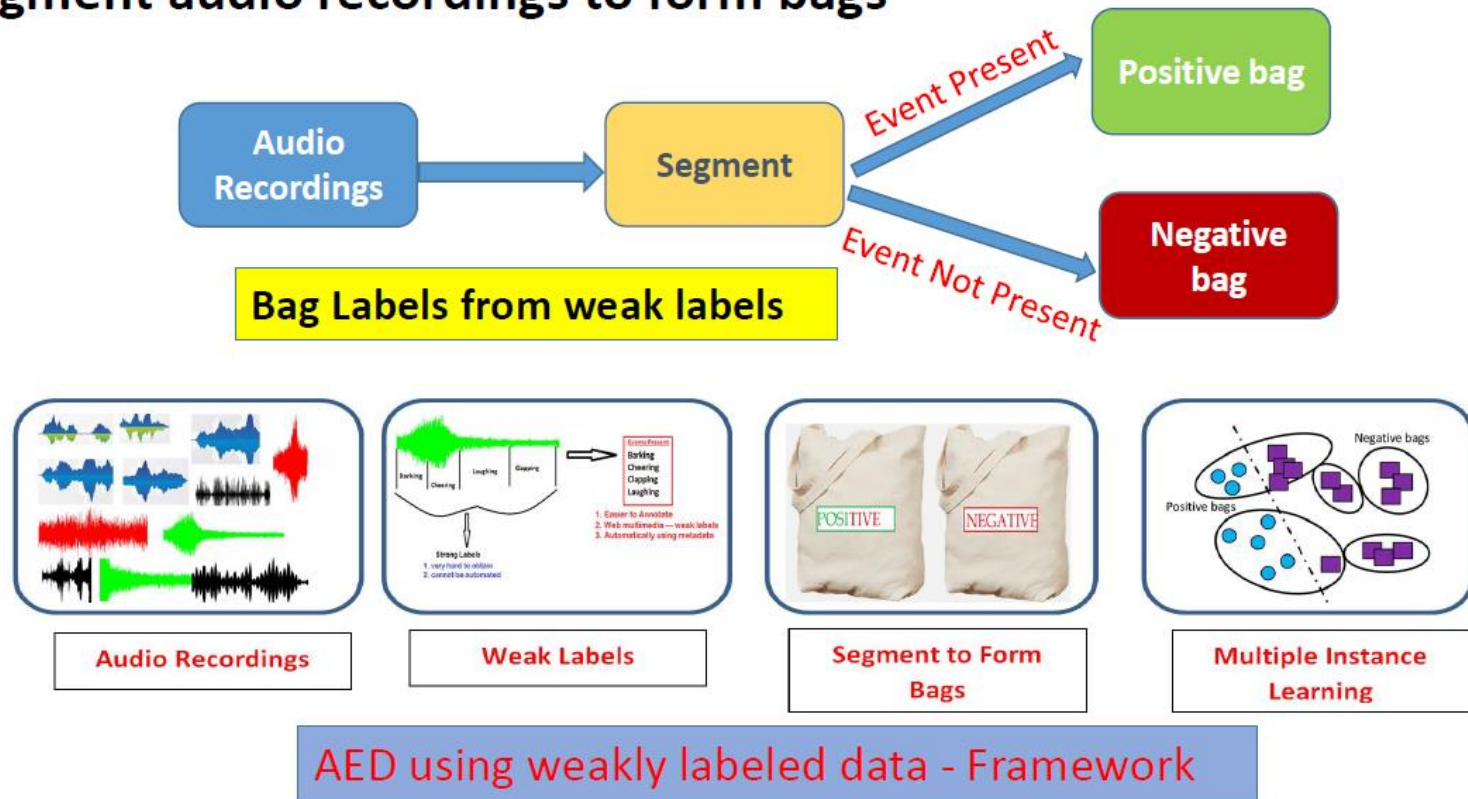 gment audio recordings to form bags
Audio
Recordings
Segment
Event Present
Positive bag
Event Not Present
Negative
bag
Bag Labels from weak labels
Barking
Cheering
Laughing
Clapping
Events Present
Barking
Cheering
Clapping
Laughing
1. Easier to Annotate
2. Web multimedia — weak labels
3. Automatically using metadata
Strong Labels
1. very hard to obtain
2. cannot be automated
POSITIVE
NEGATIVE
Negative bags
Positive bags
Audio Recordings
Weak Labels
Segment to Form
Bags
Multiple Instance
Learning
AED using weakly labeled data - Framework